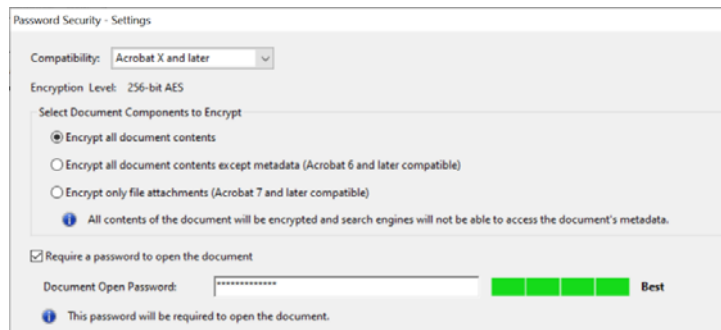 Password Security - Settings
Compatibility: Acrobat X and later
Encryption Level: 256-bit AES
Select Document Components to Encrypt
Encrypt all document contents
Encrypt all document contents except metadata (Acrobat 6 and later compatible)
Encrypt only file attachments (Acrobat 7 and later compatible)
All contents of the document will be encrypted and search engines will not be able to access the document's metadata.
Require a password to open the document
Document Open Password: ************* Best
This password will be required to open the document.